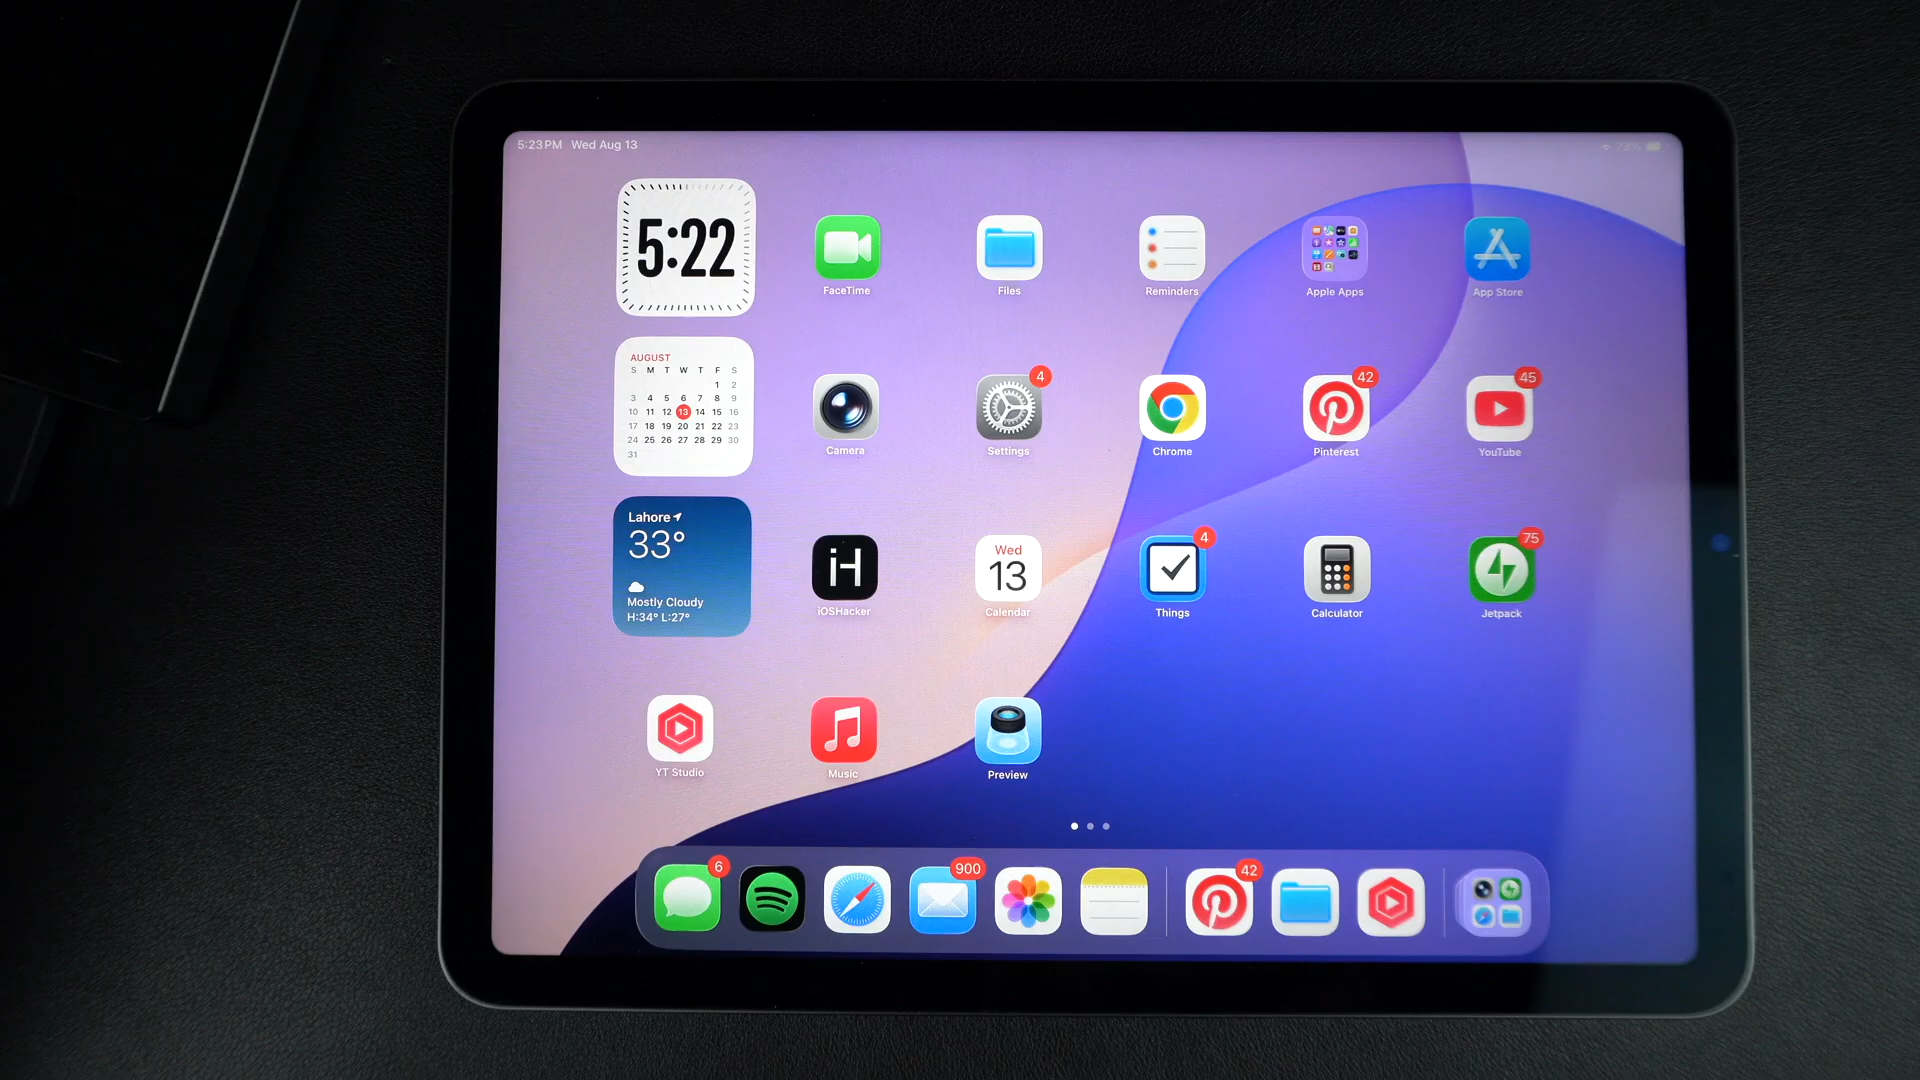 5:23 PM Wed Aug 13
73%
5:22
FaceTime
Files
Reminders
Apple Apps
App Store
AUGUST
S M T W T F S
1 2
3 4 5 6 7 8 9
10 11 12 13 14 15 16
17 18 19 20 21 22 23
24 25 26 27 28 29 30
31
Camera
4
Settings
Chrome
42
Pinterest
45
YouTube
Lahore
33°
Mostly Cloudy
H:34° L:27°
iH
iOSHacker
Wed
13
Calendar
4
Things
Calculator
75
Jetpack
YT Studio
Music
Preview
6
900
42